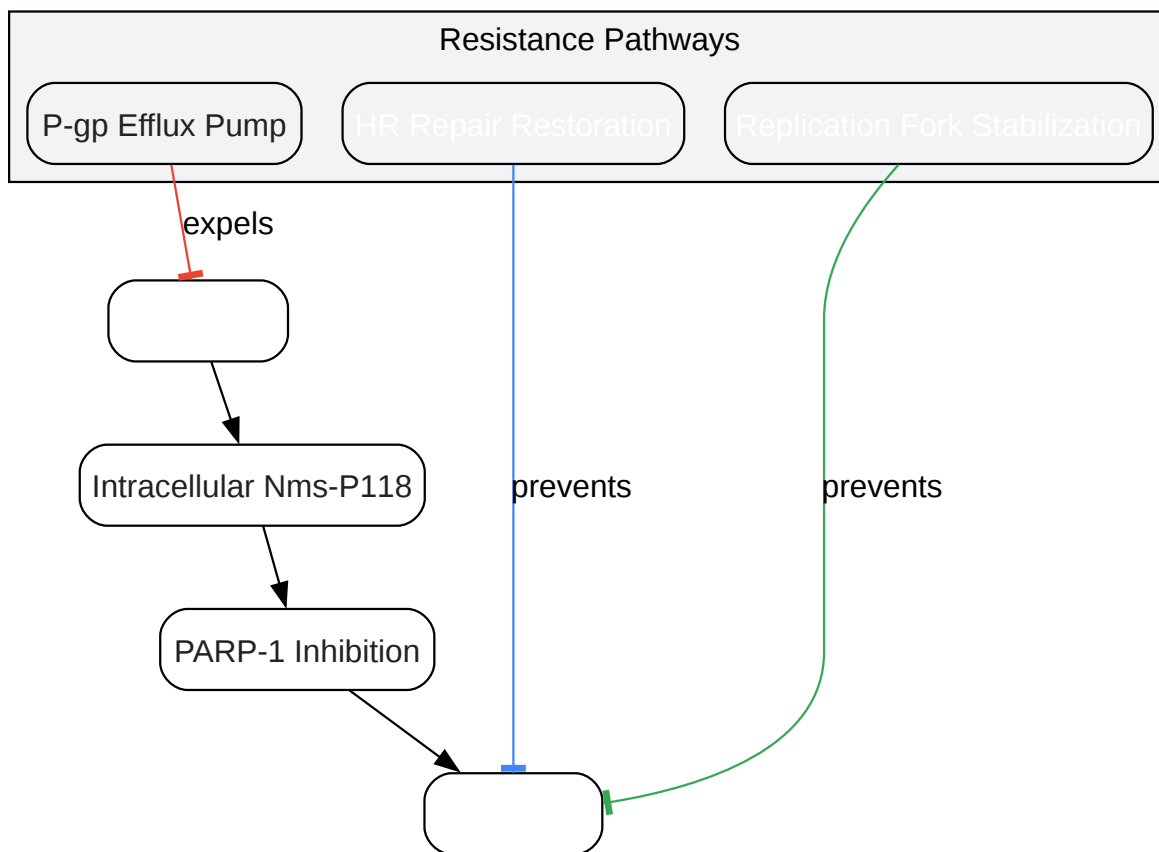 Resistance Pathways
P-gp Efflux Pump
HR Repair Restoration
Replication Fork Stabilization
expels
Intracellular Nms-P118
prevents
prevents
PARP-1 Inhibition